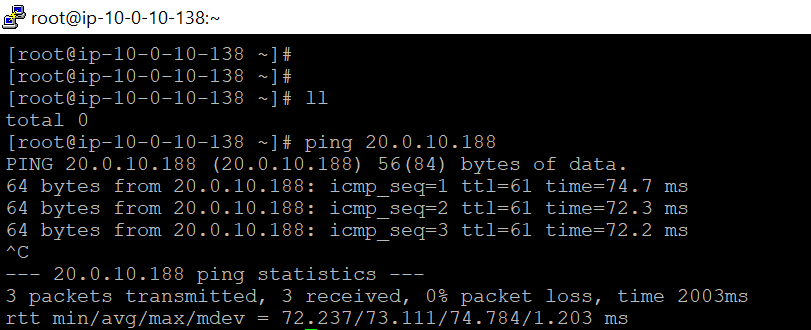 root@ip-10-0-10-138:~
[root@ip-10-0-10-138 ~]#
[root@ip-10-0-10-138 ~]#
[root@ip-10-0-10-138 ~]# ll
total 0
[root@ip-10-0-10-138 ~]# ping 20.0.10.188
PING 20.0.10.188 (20.0.10.188) 56(84) bytes of data.
64 bytes from 20.0.10.188: icmp_seq=1 ttl=61 time=74.7 ms
64 bytes from 20.0.10.188: icmp_seq=2 ttl=61 time=72.3 ms
64 bytes from 20.0.10.188: icmp_seq=3 ttl=61 time=72.2 ms
^C
--- 20.0.10.188 ping statistics ---
3 packets transmitted, 3 received, 0% packet loss, time 2003ms
rtt min/avg/max/mdev = 72.237/73.111/74.784/1.203 ms